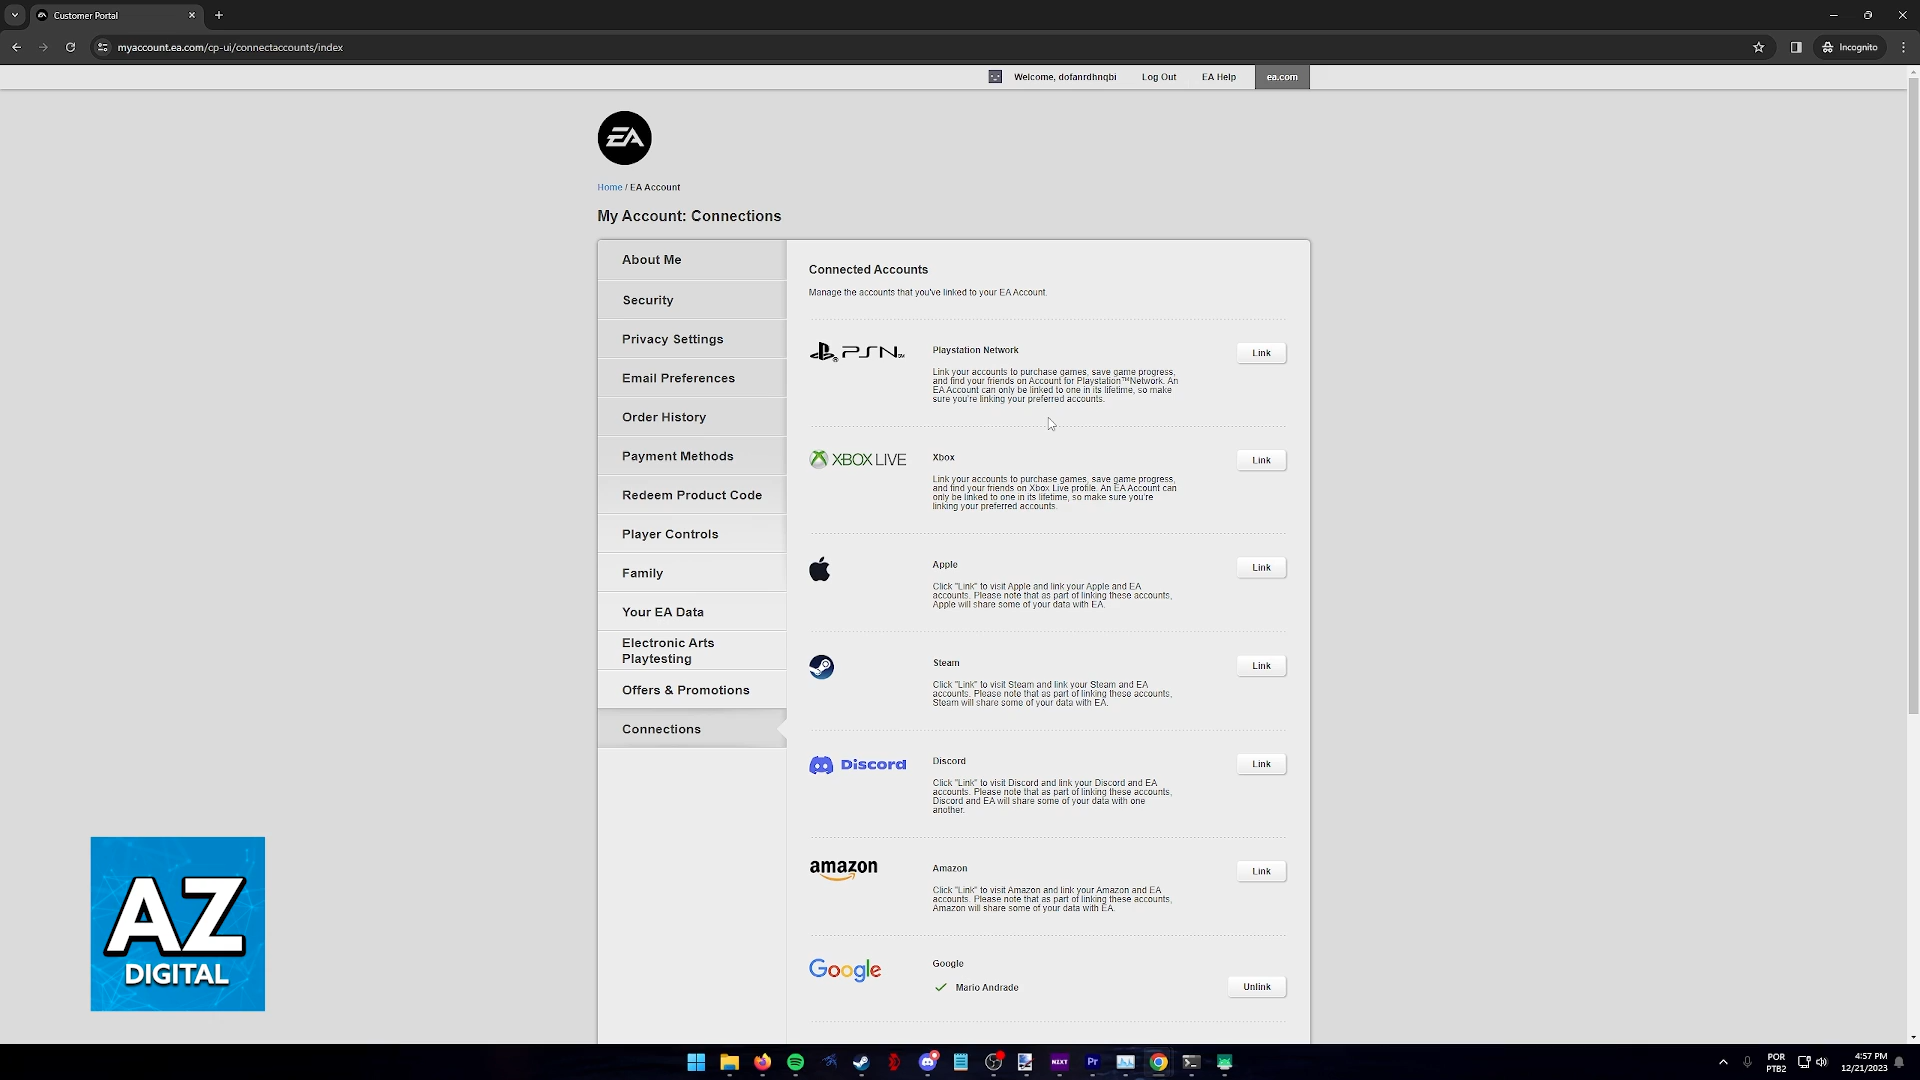 Customer Portal
myaccount.ea.com/cp-ui/connectaccounts/index
Incognito
Welcome, dofanrdhnqbi
Log Out
EA Help
ea.com
EA
Home / EA Account
My Account: Connections
About Me
Security
Privacy Settings
Email Preferences
Order History
Payment Methods
Redeem Product Code
Player Controls
Family
Your EA Data
Electronic Arts
Playtesting
Offers & Promotions
Connections
Connected Accounts
Manage the accounts that you've linked to your EA Account.
PSN
Playstation Network
Link
Link your accounts to purchase games, save game progress,
and find your friends on Account for Playstation™Network. An
EA Account can only be linked to one in its lifetime, so make
sure you're linking your preferred accounts.
XBOX LIVE
Xbox
Link
Link your accounts to purchase games, save game progress,
and find your friends on Xbox Live profile. An EA Account can
only be linked to one in its lifetime, so make sure you're
linking your preferred accounts.
Apple
Link
Click "Link" to visit Apple and link your Apple and EA
accounts. Please note that as part of linking these accounts,
Apple will share some of your data with EA.
Steam
Link
Click "Link" to visit Steam and link your Steam and EA
accounts. Please note that as part of linking these accounts,
Steam will share some of your data with EA.
Discord
Discord
Link
Click "Link" to visit Discord and link your Discord and EA
accounts. Please note that as part of linking these accounts,
Discord and EA will share some of your data with one
another.
amazon
Amazon
Link
Click "Link" to visit Amazon and link your Amazon and EA
accounts. Please note that as part of linking these accounts,
Amazon will share some of your data with EA.
Google
Google
Mario Andrade
Unlink
AZ
DIGITAL
NEXT
Pr
POR
PTB2
4:57 PM
12/21/2023